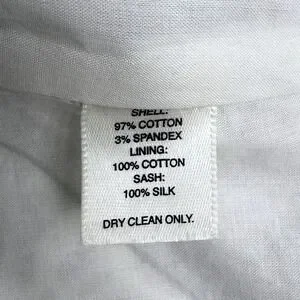 SHELL:
97% COTTON
3% SPANDEX
LINING:
100% COTTON
SASH:
100% SILK
DRY CLEAN ONLY.